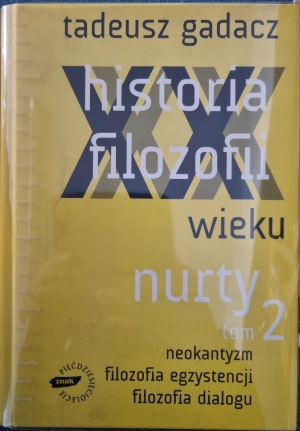 tadeusz gadacz
XX
historia
filozofii
wieku
nurty
tom 2
neokantyzm
filozofia egzystencji
filozofia dialogu
znak
PIĘĆDZIESIĘCIOLECIE